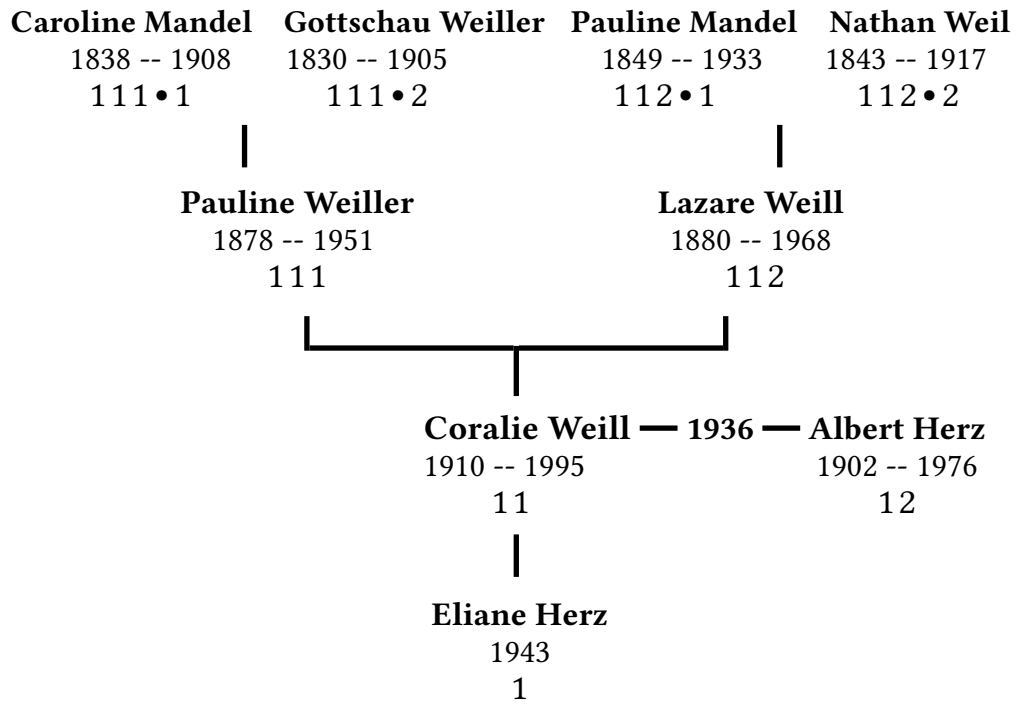 Caroline Mandel Gottschau Weiller Pauline Mandel Nathan Weil
1838 -- 1908 1830 -- 1905 1849 -- 1933 1843 -- 1917
111•1 111•2 112•1 112•2
Pauline Weiller Lazare Weill
1878 -- 1951 1880 -- 1968
111 112
Coralie Weill — 1936 — Albert Herz
1910 -- 1995 1902 -- 1976
11 12
Eliane Herz
1943
1